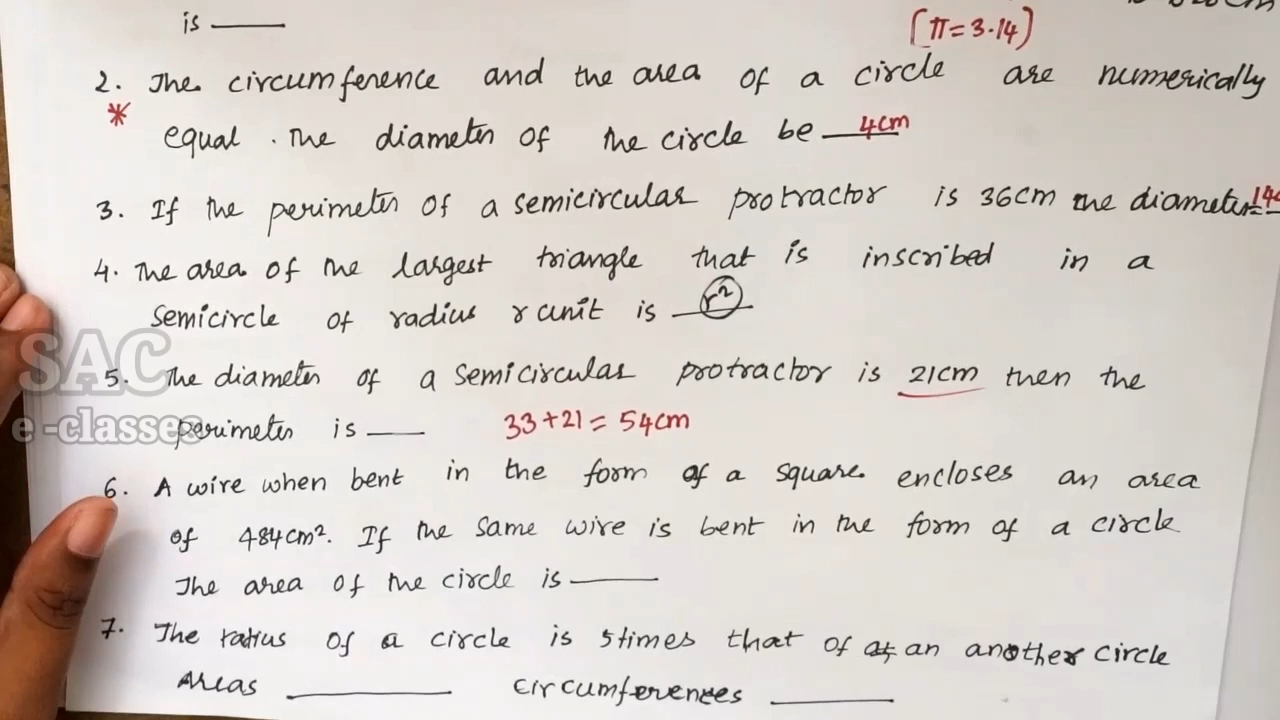 is ____
(π = 3.14)
2. The circumference and the area of a circle are numerically
* equal. The diameter of the circle be 4cm
3. If the perimeter of a semicircular protractor is 36cm the diameter = 14
4. The area of the largest triangle that is inscribed in a
semicircle of radius r unit is r²
5. The diameter of a semicircular protractor is 21cm then the
perimeter is ____ 33+21 = 54cm
6. A wire when bent in the form of a square encloses an area
of 484cm². If the same wire is bent in the form of a circle
The area of the circle is ____
7. The ratius of a circle is 5times that of an another circle
Areas ____ circumferences ____
SAC
e-classes